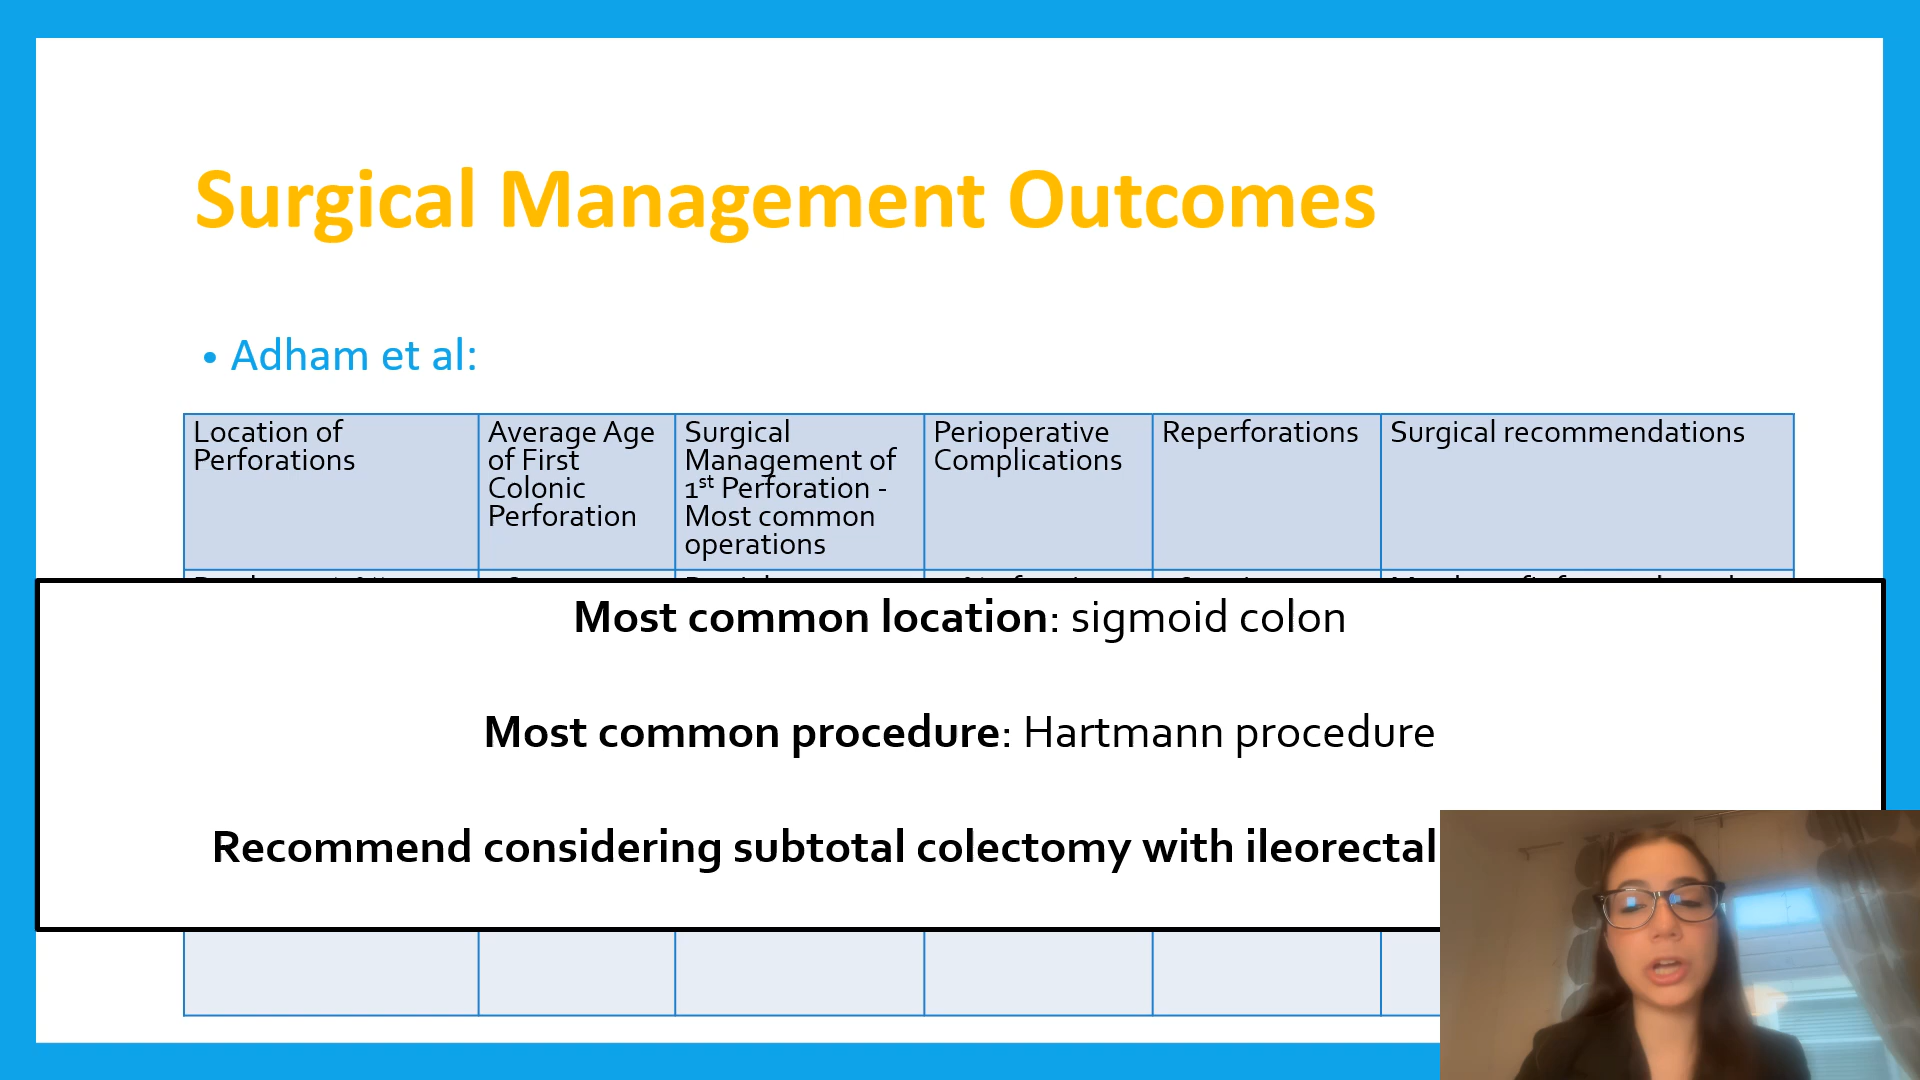 Surgical Management Outcomes
• Adham et al:
Location of
Perforations
Average Age
of First
Colonic
Perforation
Surgical
Management of
1st Perforation -
Most common
operations
Perioperative
Complications
Reperforations
Surgical recommendations
Most common location: sigmoid colon
Most common procedure: Hartmann procedure
Recommend considering subtotal colectomy with ileorectal